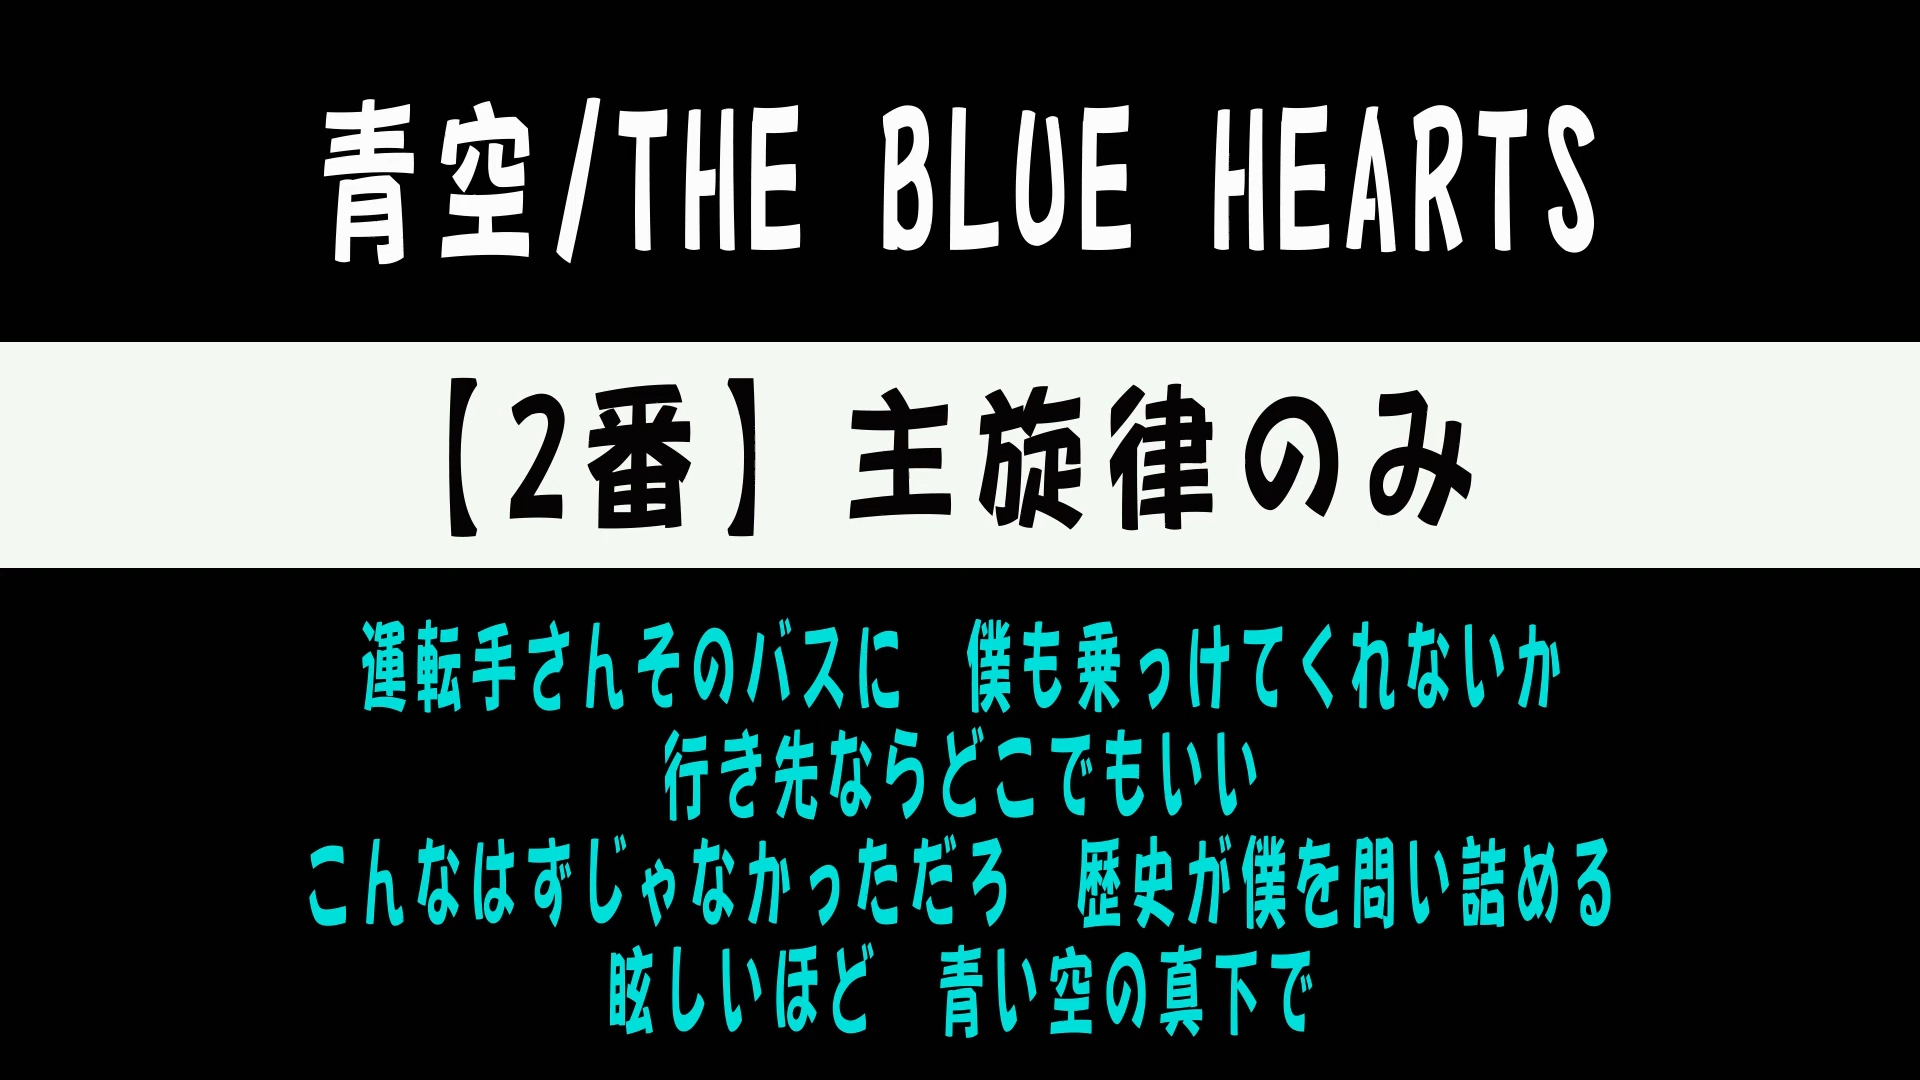 青空/THE BLUE HEARTS
【2番】主旋律のみ
運転手さんそのバスに　僕も乗っけてくれないか
行き先ならどこでもいい
こんなはずじゃなかっただろ　歴史が僕を問い詰める
眩しいほど　青い空の真下で